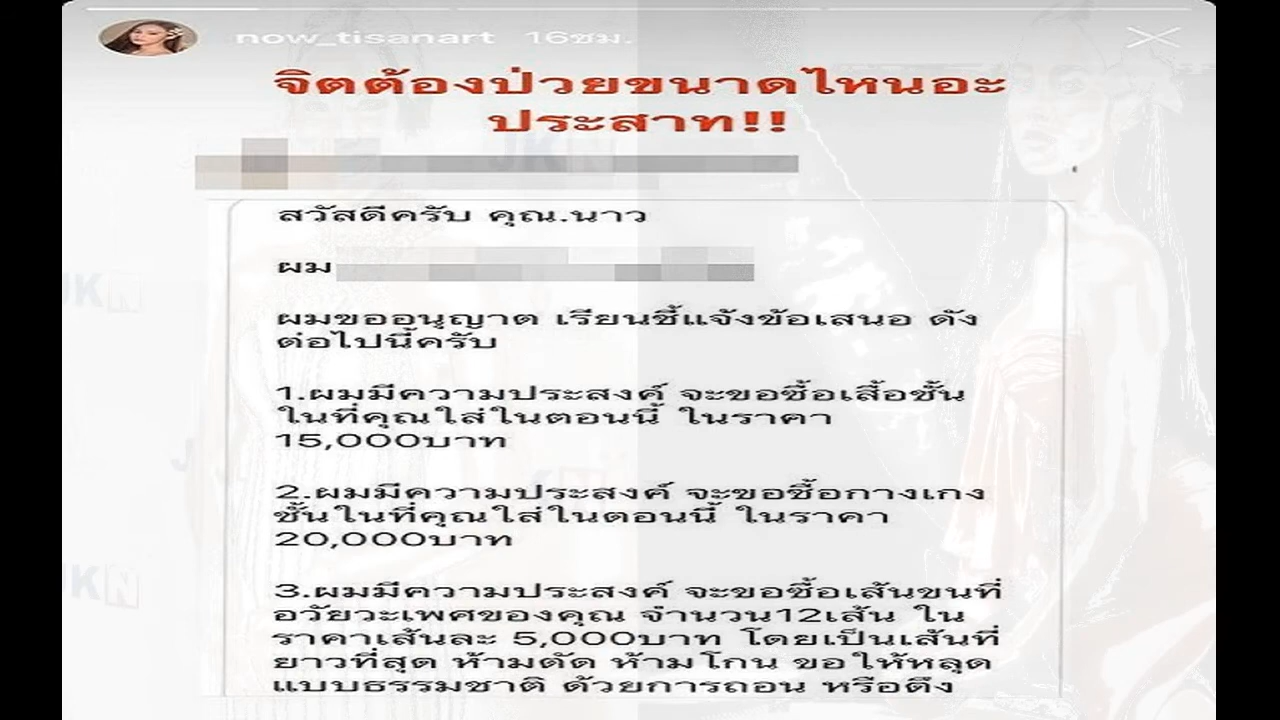 now_tisanart 16ชม.
จิตต้องป่วยขนาดไหนอะ
ประสาท!!
JKN
สวัสดีครับ คุณ.นาว
ผม
JKN
ผมขออนุญาต เรียนชี้แจ้งข้อเสนอ ดัง
ต่อไปนี้ครับ
1.ผมมีความประสงค์ จะขอซื้อเสื้อชั้น
ในที่คุณใส่ในตอนนี้ ในราคา
15,000บาท
2.ผมมีความประสงค์ จะขอซื้อกางเกง
ชั้นในที่คุณใส่ในตอนนี้ ในราคา
20,000บาท
JKN
3.ผมมีความประสงค์ จะขอซื้อเส้นขนที่
อวัยวะเพศของคุณ จำนวน12เส้น ใน
ราคาเส้นละ 5,000บาท โดยเป็นเส้นที่
ยาวที่สุด ห้ามตัด ห้ามโกน ขอให้หลุด
แบบธรรมชาติ ด้วยการถอน หรือดึง